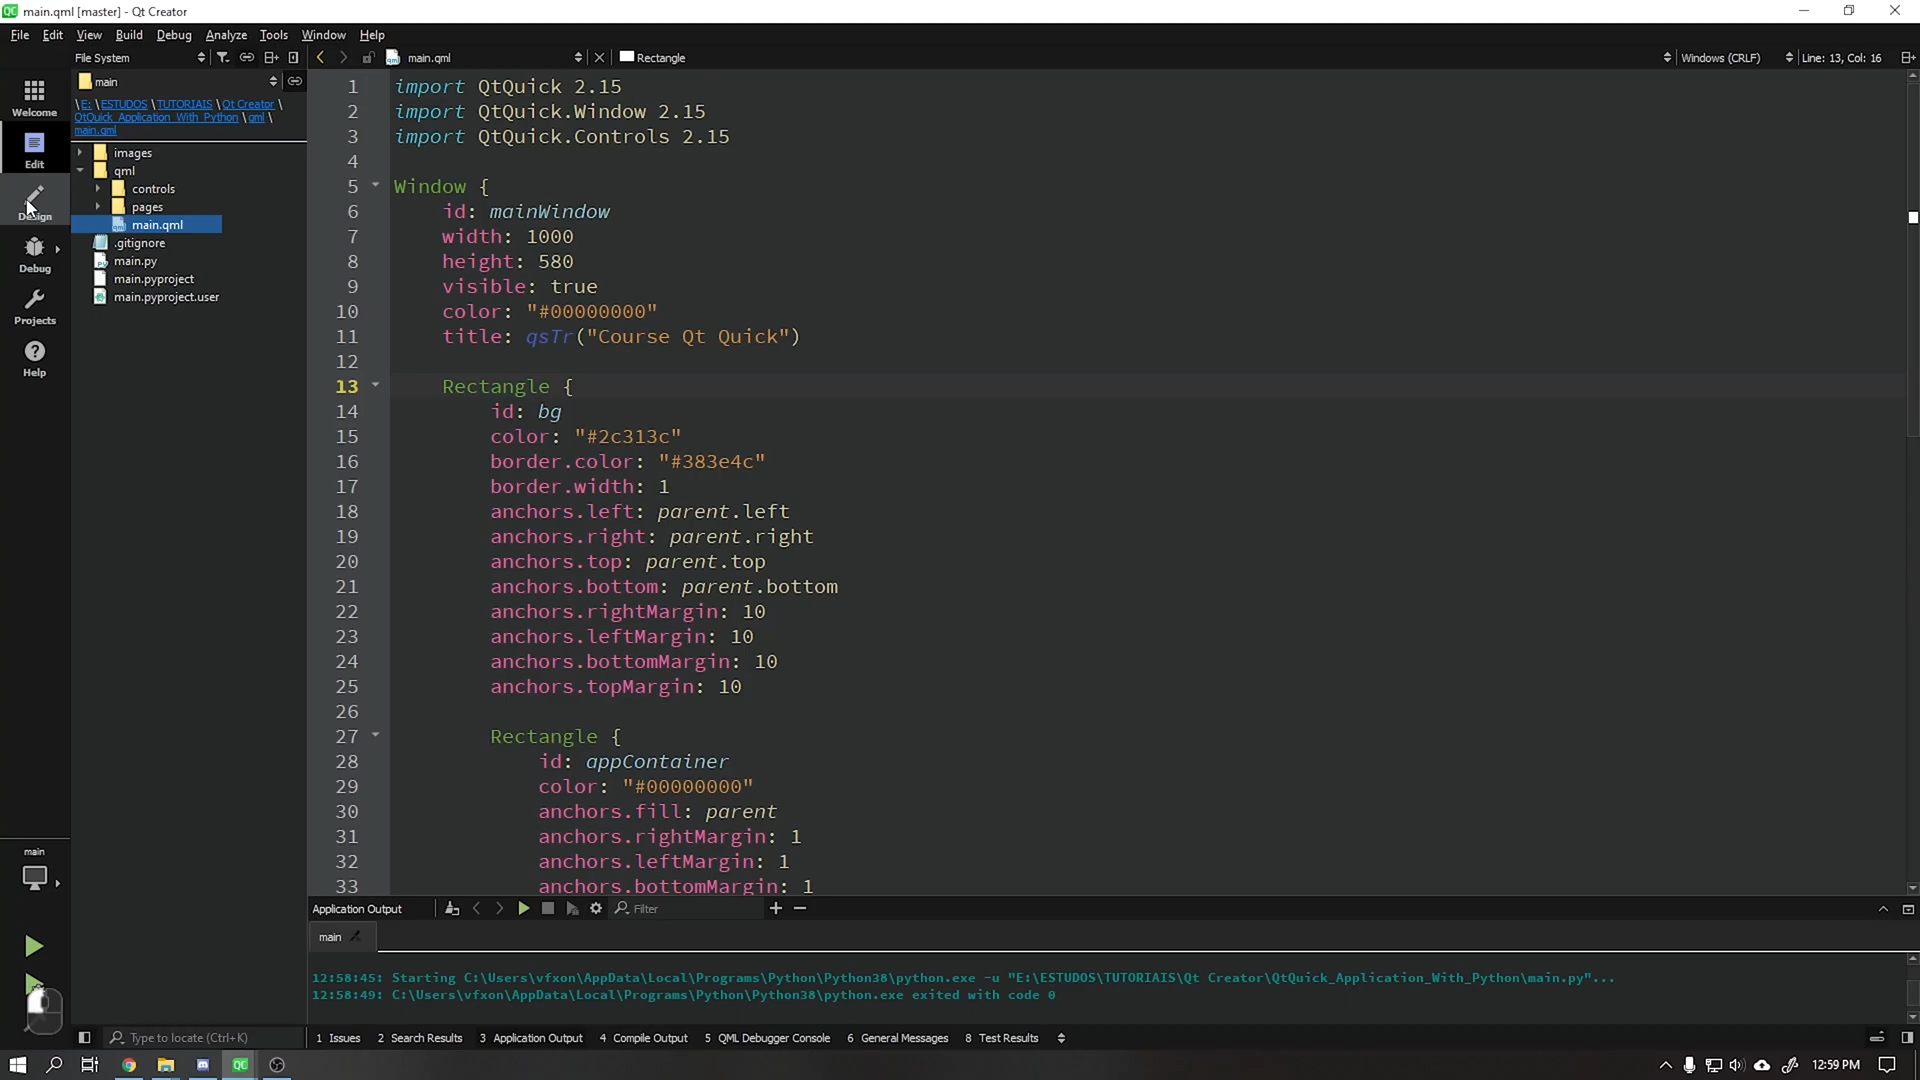 main.qml [master] - Qt Creator
File Edit View Build Debug Analyze Tools Window Help
File System
main.qml
Rectangle
Windows (CRLF)
Line: 13, Col: 16
main
\E: \ESTUDOS \TUTORIAIS \Qt Creator \
QtQuick_Application_With_Python \qml \
main.qml
Welcome
Edit
Design
Debug
Projects
Help
images
qml
controls
pages
main.qml
.gitignore
main.py
main.pyproject
main.pyproject.user
1 import QtQuick 2.15
2 import QtQuick.Window 2.15
3 import QtQuick.Controls 2.15
4
5 Window {
6 id: mainWindow
7 width: 1000
8 height: 580
9 visible: true
10 color: "#00000000"
11 title: qsTr("Course Qt Quick")
12
13 Rectangle {
14 id: bg
15 color: "#2c313c"
16 border.color: "#383e4c"
17 border.width: 1
18 anchors.left: parent.left
19 anchors.right: parent.right
20 anchors.top: parent.top
21 anchors.bottom: parent.bottom
22 anchors.rightMargin: 10
23 anchors.leftMargin: 10
24 anchors.bottomMargin: 10
25 anchors.topMargin: 10
26
27 Rectangle {
28 id: appContainer
29 color: "#00000000"
30 anchors.fill: parent
31 anchors.rightMargin: 1
32 anchors.leftMargin: 1
33 anchors.bottomMargin: 1
main
Application Output
Filter
main
12:58:45: Starting C:\Users\vfxon\AppData\Local\Programs\Python\Python38\python.exe -u "E:\ESTUDOS\TUTORIAIS\Qt Creator\QtQuick_Application_With_Python\main.py"...
12:58:49: C:\Users\vfxon\AppData\Local\Programs\Python\Python38\python.exe exited with code 0
Type to locate (Ctrl+K)
1 Issues 2 Search Results 3 Application Output 4 Compile Output 5 QML Debugger Console 6 General Messages 8 Test Results
12:59 PM